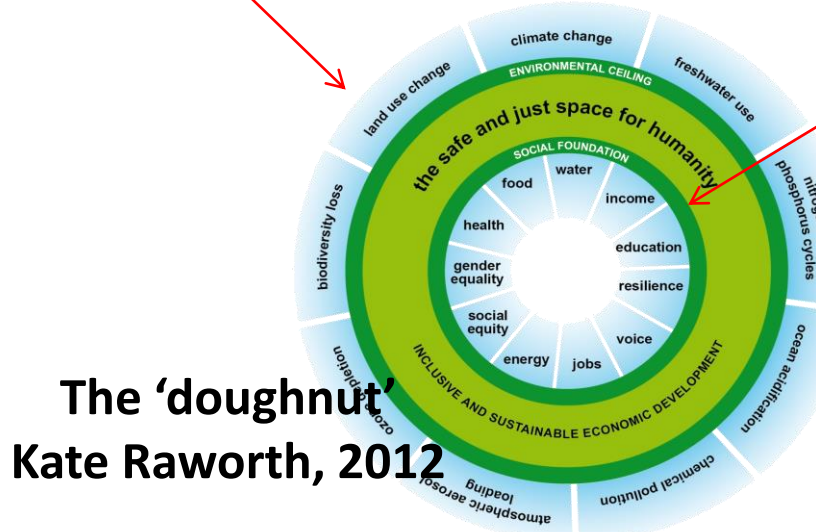 climate change
freshwater use
phosphorus cycles
ocean acidification
chemical pollution
atmospheric aerosol
loading
biodiversity loss
land use change
ENVIRONMENTAL CEILING
the safe and just space for humanity
SOCIAL FOUNDATION
water
income
education
resilience
voice
jobs
energy
social
equity
gender
equality
health
food
INCLUSIVE AND SUSTAINABLE ECONOMIC DEVELOPMENT
The ‘doughnut’
Kate Raworth, 2012